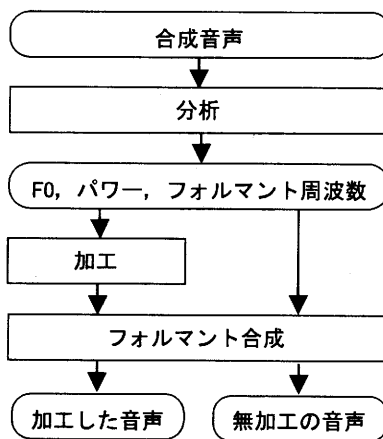 合成音声
分析
F0, パワー, フォルマント周波数
加工
フォルマント合成
加工した音声
無加工の音声